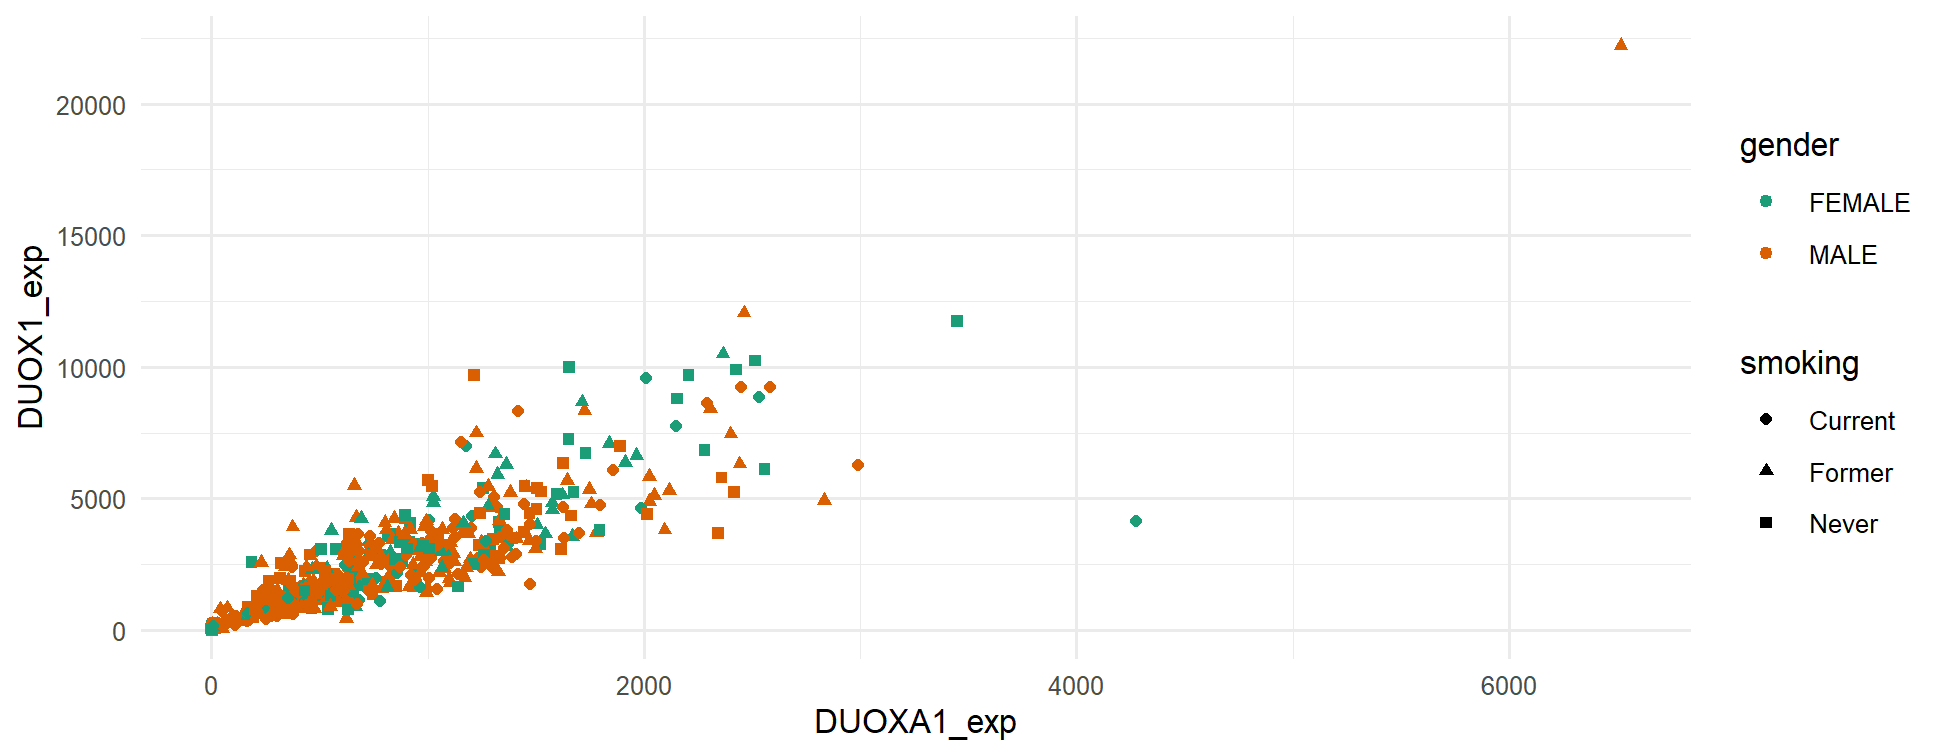 DUOX1_exp
20000
15000
10000
5000
0
0 2000 4000 6000
DUOXA1_exp
gender
FEMALE
MALE
smoking
Current
Former
Never